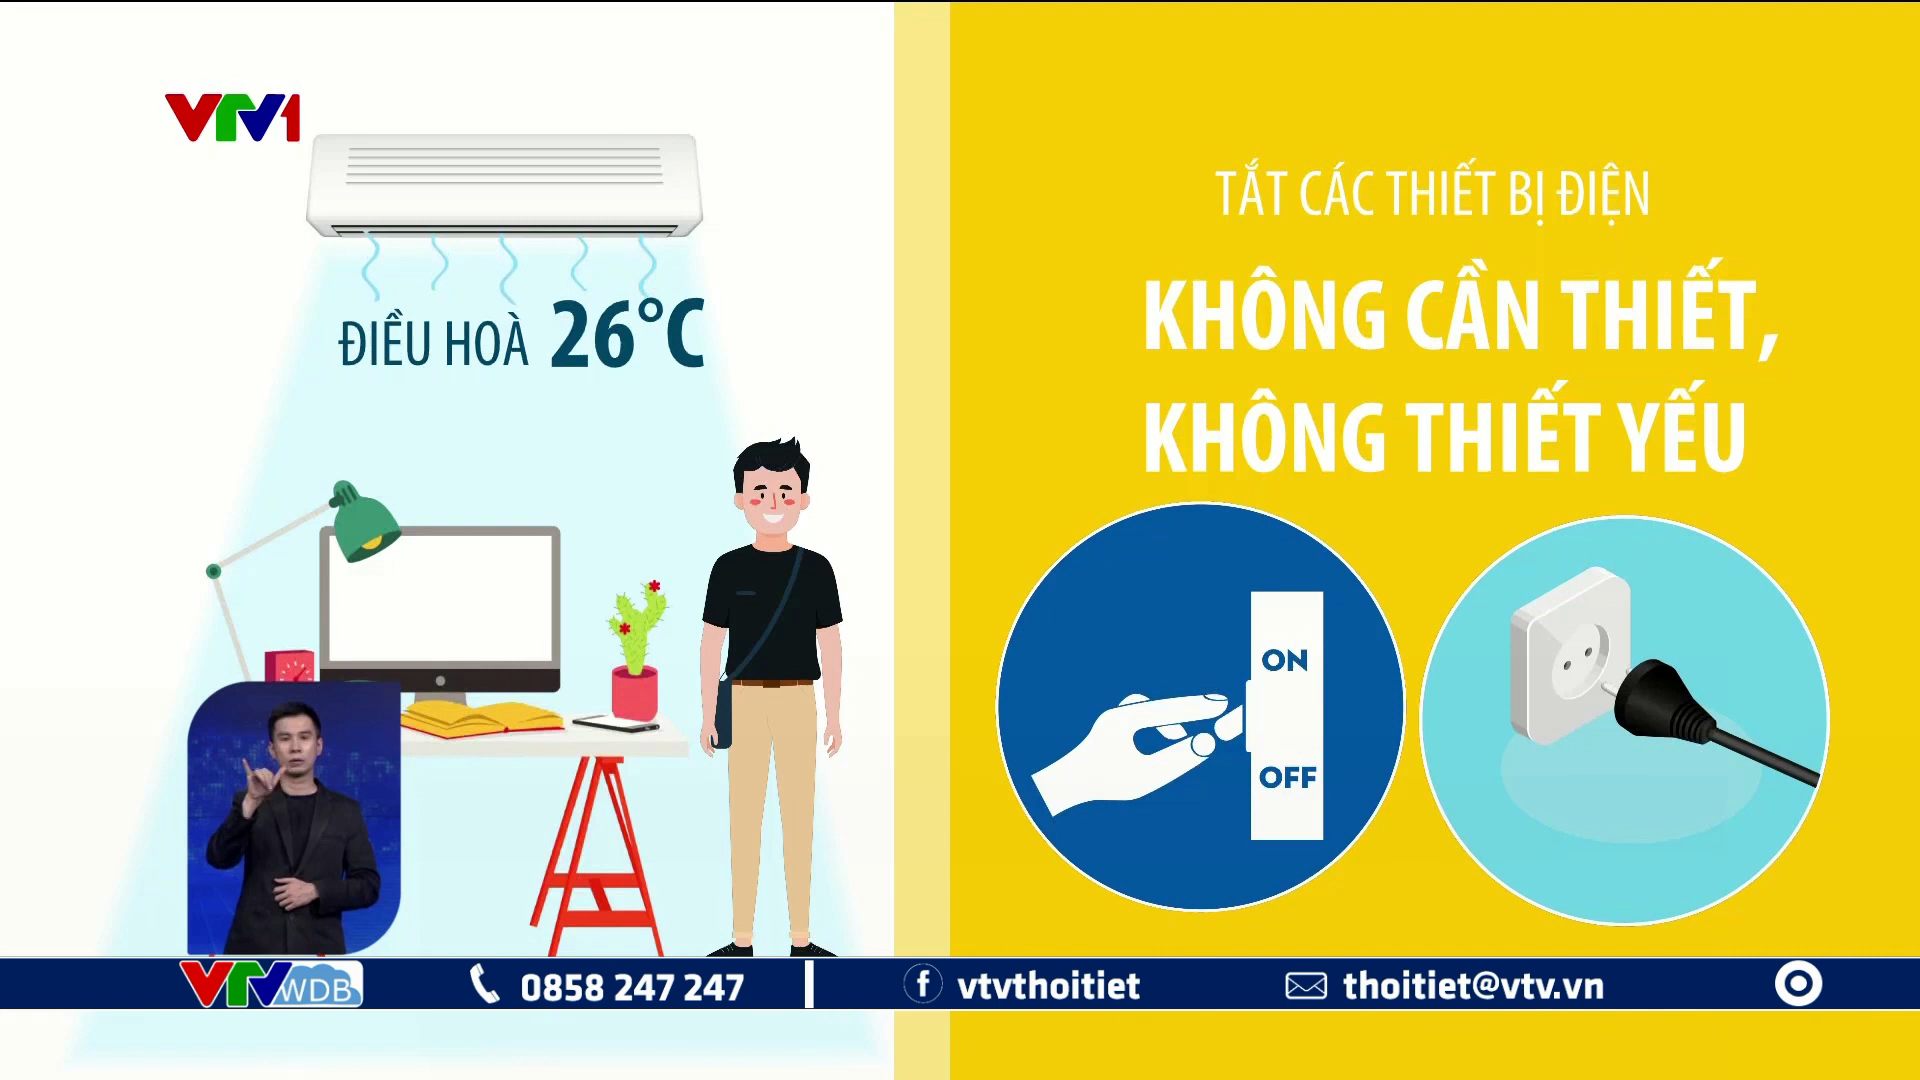 VTV1
ĐIỀU HOÀ 26°C
TẮT CÁC THIẾT BỊ ĐIỆN
KHÔNG CẦN THIẾT,
KHÔNG THIẾT YẾU
ON
OFF
VTV WDB 0858 247 247 f vtvthoitiet thoitiet@vtv.vn